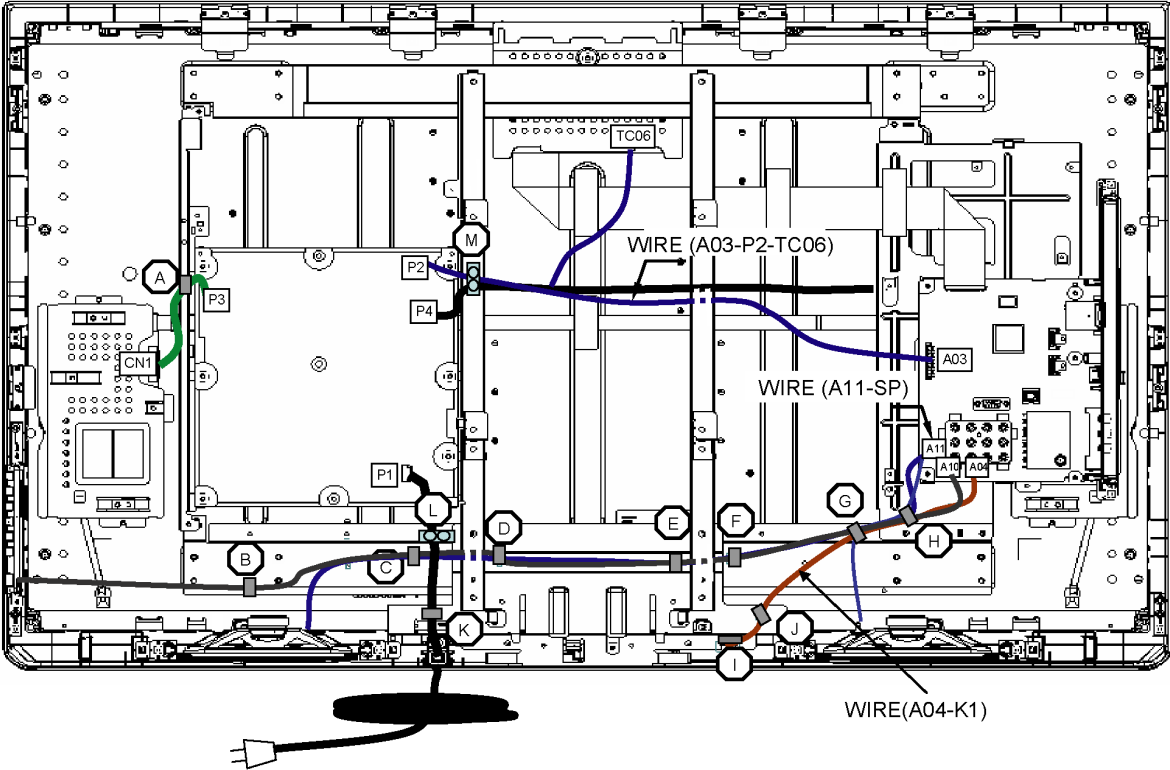 TC06
M
WIRE (A03-P2-TC06)
P2
A
P3
P4
CN1
A03
WIRE (A11-SP)
A11
A10
A04
P1
L
G
D
E
F
H
B
C
K
J
I
WIRE(A04-K1)